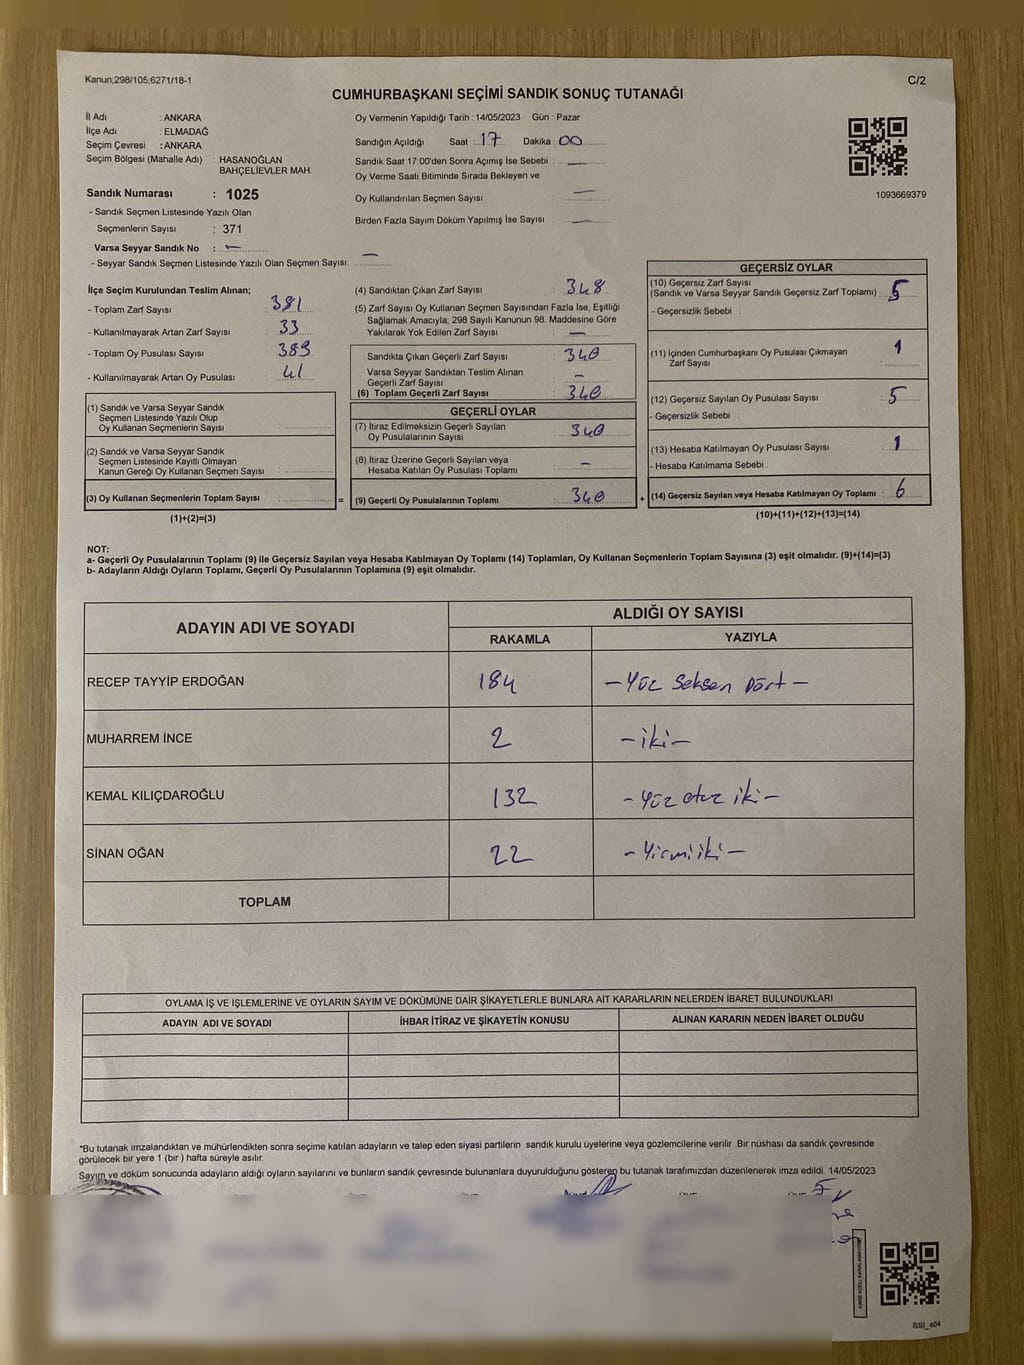 Kanun;298/105,6271/18-1
C/2
CUMHURBAŞKANI SEÇİMİ SANDIK SONUÇ TUTANAĞI
İl Adı : ANKARA
İlçe Adı : ELMADAĞ
Seçim Çevresi : ANKARA
Seçim Bölgesi (Mahalle Adı) : HASANOĞLAN
BAHÇELİEVLER MAH.
Sandık Numarası : 1025
- Sandık Seçmen Listesinde Yazılı Olan
Seçmenlerin Sayısı : 371
Varsa Seyyar Sandık No : —
- Seyyar Sandık Seçmen Listesinde Yazılı Olan Seçmen Sayısı: —
Oy Vermenin Yapıldığı Tarih : 14/05/2023 Gün : Pazar
Sandığın Açıldığı Saat : 17 Dakika : 00
Sandık Saat 17:00'den Sonra Açımış İse Sebebi : —
Oy Verme Saati Bitiminde Sırada Bekleyen ve
Oy Kullandırılan Seçmen Sayısı : —
Birden Fazla Sayım Döküm Yapılmış İse Sayısı : —
1093669379
İlçe Seçim Kurulundan Teslim Alınan;
- Toplam Zarf Sayısı : 381
- Kullanılmayarak Artan Zarf Sayısı : 33
- Toplam Oy Pusulası Sayısı : 389
- Kullanılmayarak Artan Oy Pusulası : 41
(1) Sandık ve Varsa Seyyar Sandık
Seçmen Listesinde Yazılı Olup
Oy Kullanan Seçmenlerin Sayısı :
(2) Sandık ve Varsa Seyyar Sandık
Seçmen Listesinde Kayıtlı Olmayan
Kanun Gereği Oy Kullanan Seçmen Sayısı :
(3) Oy Kullanan Seçmenlerin Toplam Sayısı :
(1)+(2)=(3)
=
(4) Sandıktan Çıkan Zarf Sayısı : 348
(5) Zarf Sayısı Oy Kullanan Seçmen Sayısından Fazla İse, Eşitliği
Sağlamak Amacıyla; 298 Sayılı Kanunun 98. Maddesine Göre
Yakılarak Yok Edilen Zarf Sayısı : —
Sandıkta Çıkan Geçerli Zarf Sayısı : 340
Varsa Seyyar Sandıktan Teslim Alınan
Geçerli Zarf Sayısı : —
(6) Toplam Geçerli Zarf Sayısı : 340
GEÇERLİ OYLAR
(7) İtiraz Edilmeksizin Geçerli Sayılan
Oy Pusulalarının Sayısı : 340
(8) İtiraz Üzerine Geçerli Sayılan veya
Hesaba Katılan Oy Pusulası Toplamı : —
(9) Geçerli Oy Pusulalarının Toplamı : 340
+
GEÇERSİZ OYLAR
(10) Geçersiz Zarf Sayısı
(Sandık ve Varsa Seyyar Sandık Geçersiz Zarf Toplamı) : 5
- Geçersizlik Sebebi :
(11) İçinden Cumhurbaşkanı Oy Pusulası Çıkmayan
Zarf Sayısı : 1
(12) Geçersiz Sayılan Oy Pusulası Sayısı : 5
- Geçersizlik Sebebi :
(13) Hesaba Katılmayan Oy Pusulası Sayısı : 1
- Hesaba Katılmama Sebebi :
(14) Geçersiz Sayılan veya Hesaba Katılmayan Oy Toplamı : 6
(10)+(11)+(12)+(13)=(14)
NOT:
a- Geçerli Oy Pusulalarının Toplamı (9) ile Geçersiz Sayılan veya Hesaba Katılmayan Oy Toplamı (14) Toplamları, Oy Kullanan Seçmenlerin Toplam Sayısına (3) eşit olmalıdır. (9)+(14)=(3)
b- Adayların Aldığı Oyların Toplamı, Geçerli Oy Pusulalarının Toplamına (9) eşit olmalıdır.
ADAYIN ADI VE SOYADI
ALDIĞI OY SAYISI
RAKAMLA YAZIYLA
RECEP TAYYİP ERDOĞAN 184 - Yüz Seksen Dört -
MUHARREM İNCE 2 - iki -
KEMAL KILIÇDAROĞLU 132 - Yüz otuz iki -
SİNAN OĞAN 22 - Yirmi iki -
TOPLAM
OYLAMA İŞ VE İŞLEMLERİNE VE OYLARIN SAYIM VE DÖKÜMÜNE DAİR ŞİKAYETLERLE BUNLARA AİT KARARLARIN NELERDEN İBARET BULUNDUKLARI
ADAYIN ADI VE SOYADI İHBAR İTİRAZ VE ŞİKAYETİN KONUSU ALINAN KARARIN NEDEN İBARET OLDUĞU
*Bu tutanak imzalandıktan ve mühürlendikten sonra seçime katılan adayların ve talep eden siyasi partilerin sandık kurulu üyelerine veya gözlemcilerine verilir .Bir nüshası da sandık çevresinde
görülecek bir yere 1 (bir ) hafta süreyle asılır.
Sayım ve döküm sonucunda adayların aldığı oyların sayılarını ve bunların sandık çevresinde bulunanlara duyurulduğunu gösteren bu tutanak tarafımızdan düzenlenerek imza edildi. 14/05/2023
SSI_404